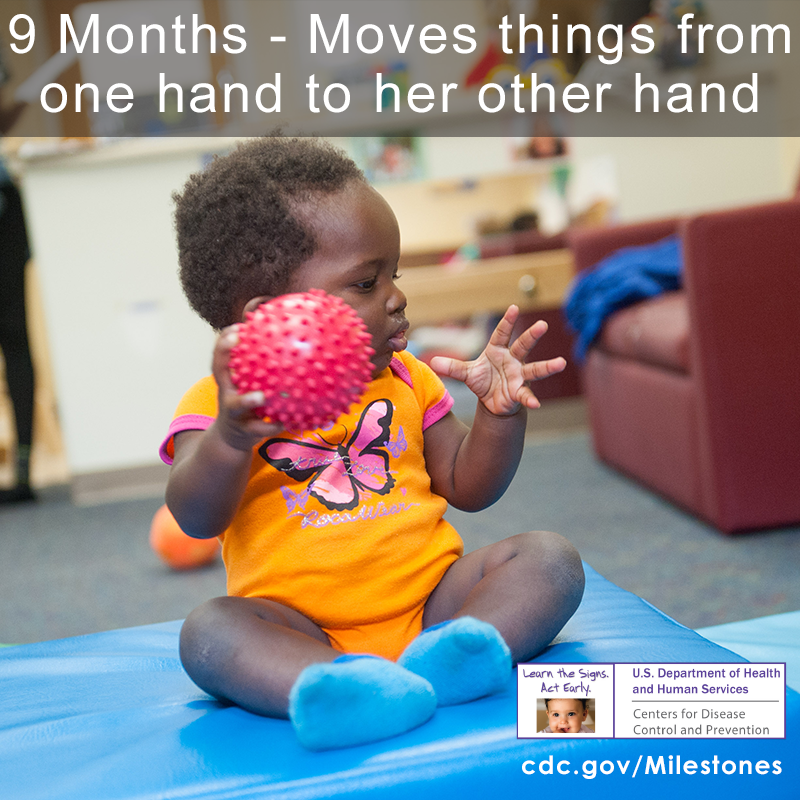 9 Months - Moves things from
one hand to her other hand
RocaWear
Learn the Signs.
Act Early.
U.S. Department of Health
and Human Services
Centers for Disease
Control and Prevention
cdc.gov/Milestones